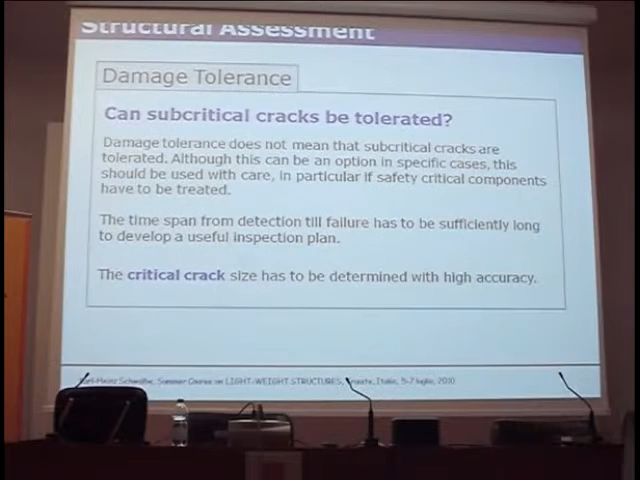 Structural Assessment
Damage Tolerance
Can subcritical cracks be tolerated?
Damage tolerance does not mean that subcritical cracks are
tolerated. Although this can be an option in specific cases, this
should be used with care, in particular if safety critical components
have to be treated.
The time span from detection till failure has to be sufficiently long
to develop a useful inspection plan.
The critical crack size has to be determined with high accuracy.
Karl-Heinz Schwalbe, Summer Course on LIGHT-WEIGHT STRUCTURES, Italia, 5-7 luglio, 2010